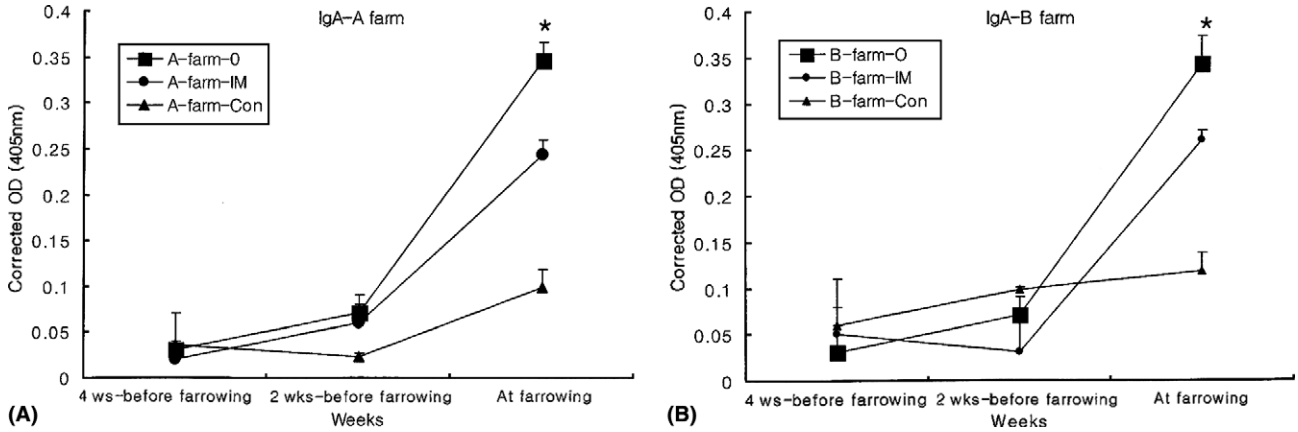 IgA-A farm
*
A-farm-0
A-farm-IM
A-farm-Con
0.4
0.35
0.3
0.25
0.2
0.15
0.1
0.05
0
Corrected OD (405nm)
4 ws-before farrowing
2 wks-before farrowing
At farrowing
Weeks
(A)
IgA-B farm
*
B-farm-O
B-farm-IM
B-farm-Con
0.4
0.35
0.3
0.25
0.2
0.15
0.1
0.05
0.0
Corrected OD (405nm)
4 ws-before farrowing
2 wks-before farrowing
At farrowing
Weeks
(B)